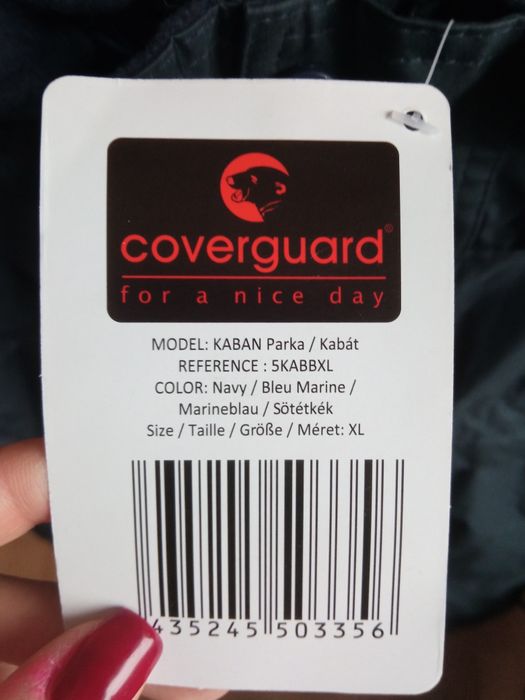 coverguard®
for a nice day
MODEL: KABAN Parka / Kabát
REFERENCE : 5KABBXL
COLOR: Navy / Bleu Marine /
Marineblau / Sötétkék
Size / Taille / Größe / Méret: XL
435245 503356